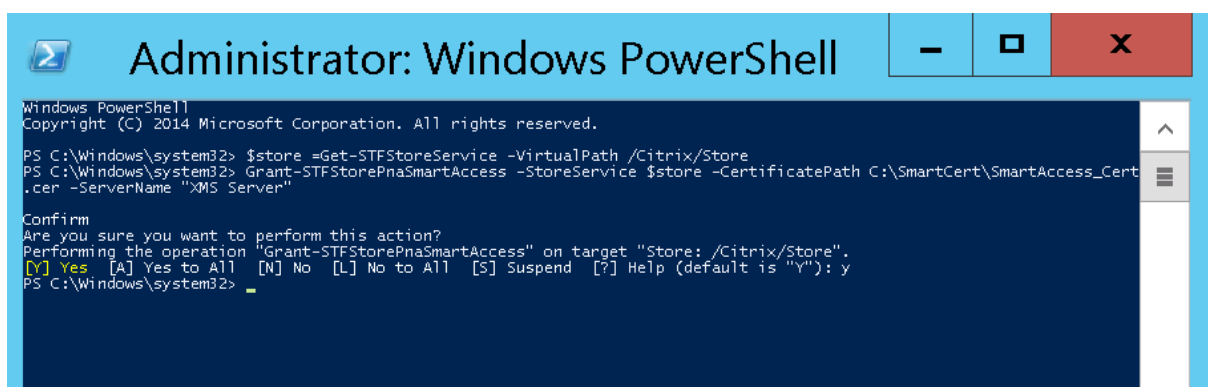 Administrator: Windows PowerShell
Windows PowerShell
Copyright (C) 2014 Microsoft Corporation. All rights reserved.
PS C:\Windows\system32> $store =Get-STFStoreService -VirtualPath /Citrix/Store
PS C:\Windows\system32> Grant-STFStorePnaSmartAccess -StoreService $store -CertificatePath C:\SmartCert\SmartAccess_Cert
.cer -ServerName "XMS Server"
Confirm
Are you sure you want to perform this action?
Performing the operation "Grant-STFStorePnaSmartAccess" on target "Store: /Citrix/Store".
[Y] Yes  [A] Yes to All  [N] No  [L] No to All  [S] Suspend  [?] Help (default is "Y"): y
PS C:\Windows\system32> _